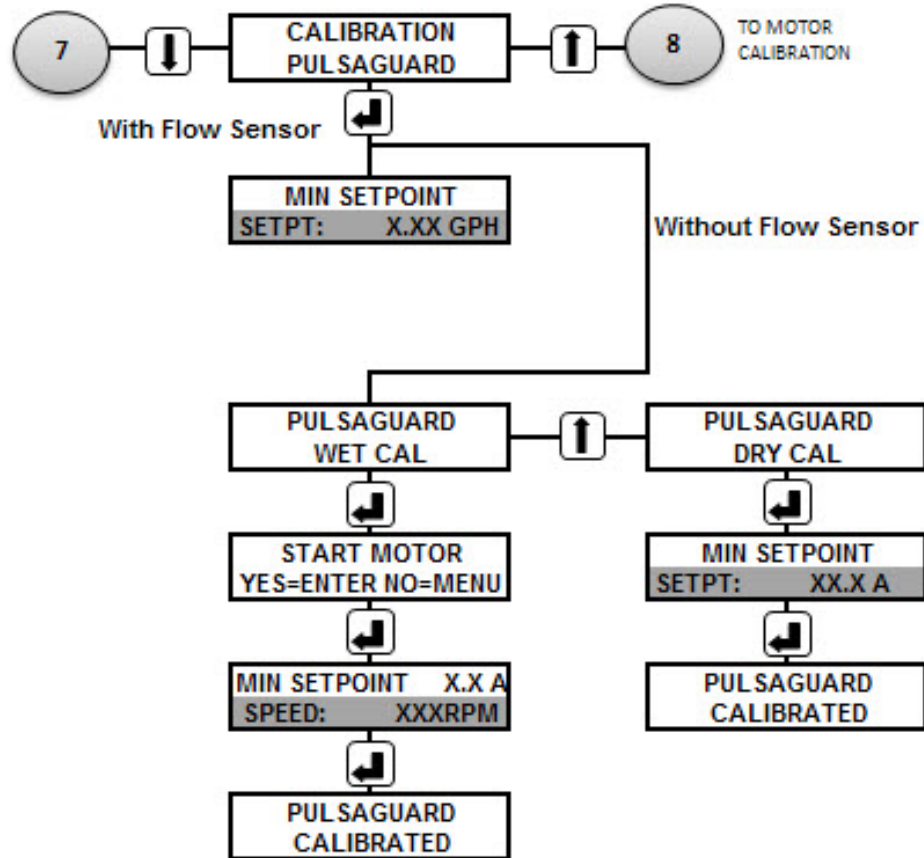 7
CALIBRATION
PULSAGUARD
8
TO MOTOR
CALIBRATION
With Flow Sensor
MIN SETPOINT
SETPT: X.XX GPH
Without Flow Sensor
PULSAGUARD
WET CAL
PULSAGUARD
DRY CAL
START MOTOR
YES=ENTER NO=MENU
MIN SETPOINT
SETPT: XX.X A
MIN SETPOINT X.X A
SPEED: XXXRPM
PULSAGUARD
CALIBRATED
PULSAGUARD
CALIBRATED